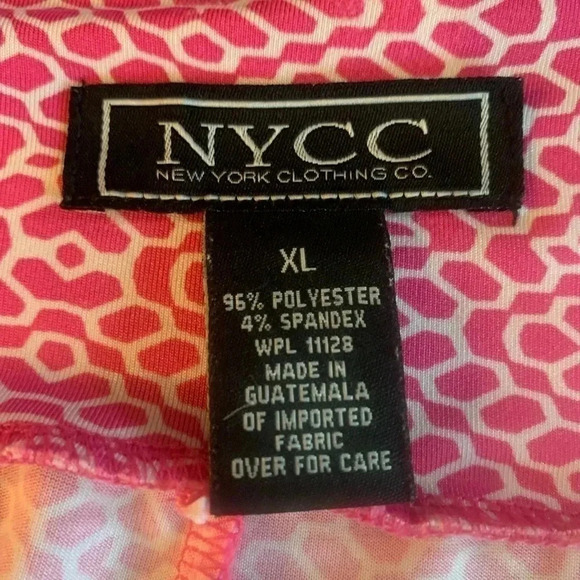 NYCC
NEW YORK CLOTHING CO.
XL
96% POLYESTER
4% SPANDEX
WPL 11128
MADE IN
GUATEMALA
OF IMPORTED
FABRIC
OVER FOR CARE